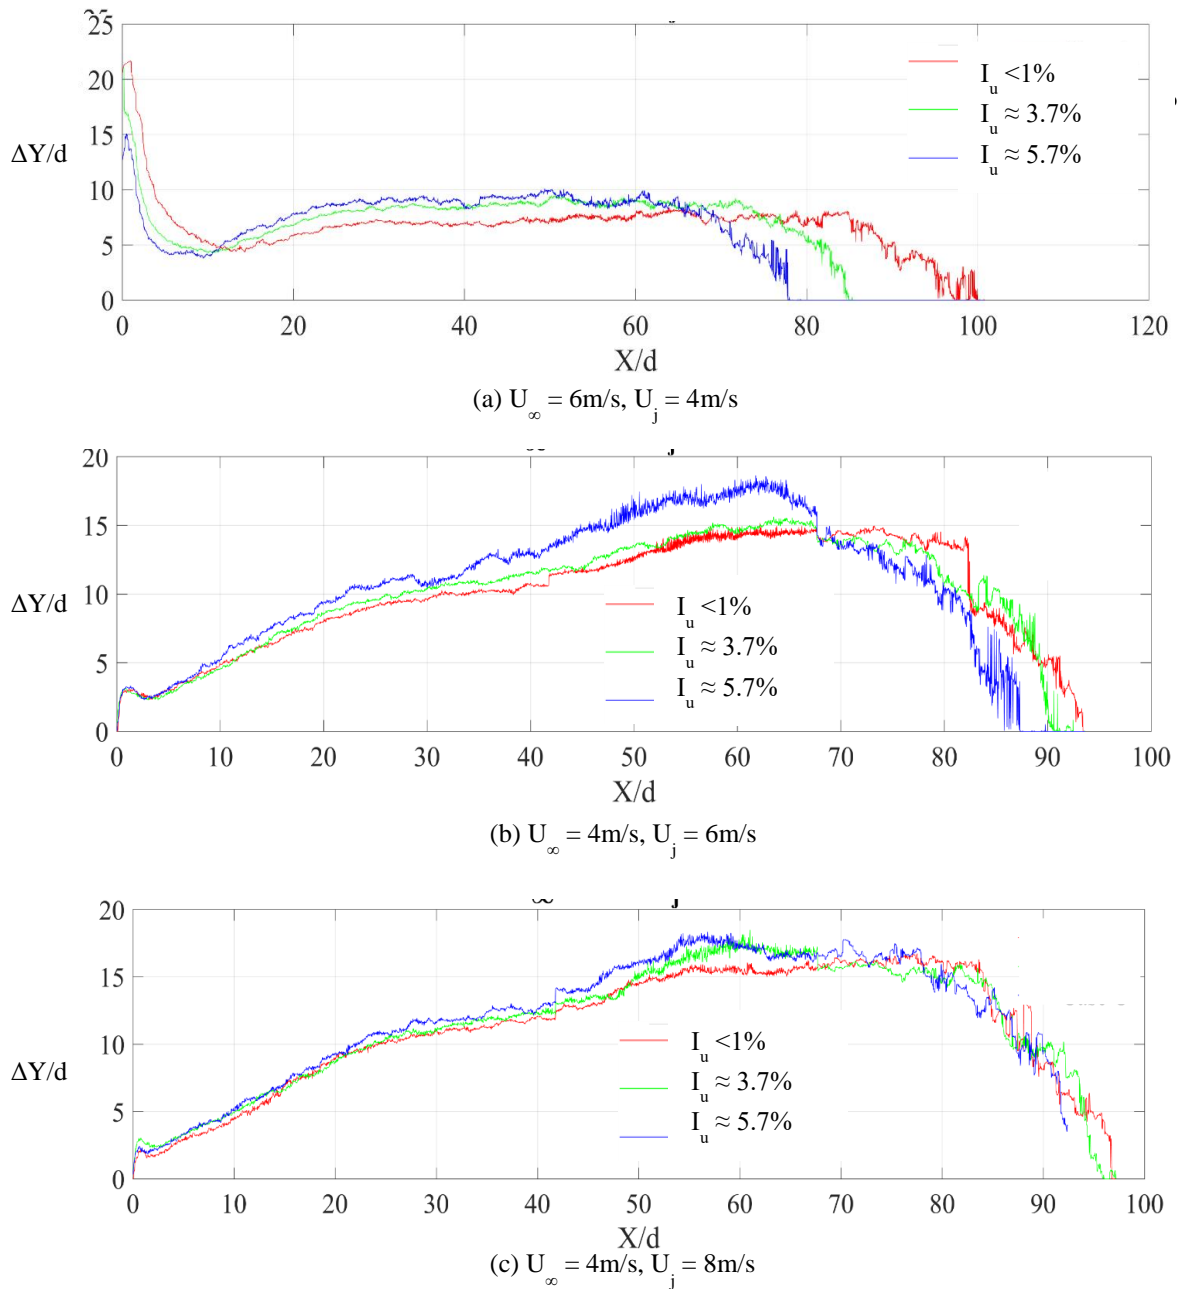 25
20
15
10
5
0
ΔY/d
I_u <1%
I_u ≈ 3.7%
I_u ≈ 5.7%
0 20 40 60 80 100 120
X/d
(a) U_∞ = 6m/s, U_j = 4m/s
20
15
10
5
0
ΔY/d
I_u <1%
I_u ≈ 3.7%
I_u ≈ 5.7%
0 10 20 30 40 50 60 70 80 90 100
X/d
(b) U_∞ = 4m/s, U_j = 6m/s
20
15
10
5
0
ΔY/d
I_u <1%
I_u ≈ 3.7%
I_u ≈ 5.7%
0 10 20 30 40 50 60 70 80 90 100
X/d
(c) U_∞ = 4m/s, U_j = 8m/s